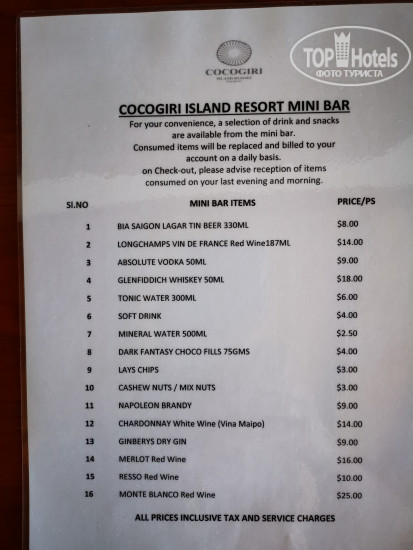 TOP Hotels
ФОТО ТУРИСТА
COCOGIRI
COCOGIRI ISLAND RESORT MINI BAR
For your convenience, a selection of drink and snacks
are available from the mini bar.
Consumed items will be replaced and billed to your
account on a daily basis.
on Check-out, please advise reception of items
consumed on your last evening and morning.
SI.NO MINI BAR ITEMS PRICE/PS
1 BIA SAIGON LAGAR TIN BEER 330ML $8.00
2 LONGCHAMPS VIN DE FRANCE Red Wine187ML $14.00
3 ABSOLUTE VODKA 50ML $9.00
4 GLENFIDDICH WHISKEY 50ML $18.00
5 TONIC WATER 300ML $6.00
6 SOFT DRINK $4.00
7 MINERAL WATER 500ML $2.50
8 DARK FANTASY CHOCO FILLS 75GMS $4.00
9 LAYS CHIPS $3.00
10 CASHEW NUTS / MIX NUTS $3.00
11 NAPOLEON BRANDY $9.00
12 CHARDONNAY White Wine (Vina Maipo) $14.00
13 GINBERYS DRY GIN $9.00
14 MERLOT Red Wine $16.00
15 RESSO Red Wine $10.00
16 MONTE BLANCO Red Wine $25.00
ALL PRICES INCLUSIVE TAX AND SERVICE CHARGES